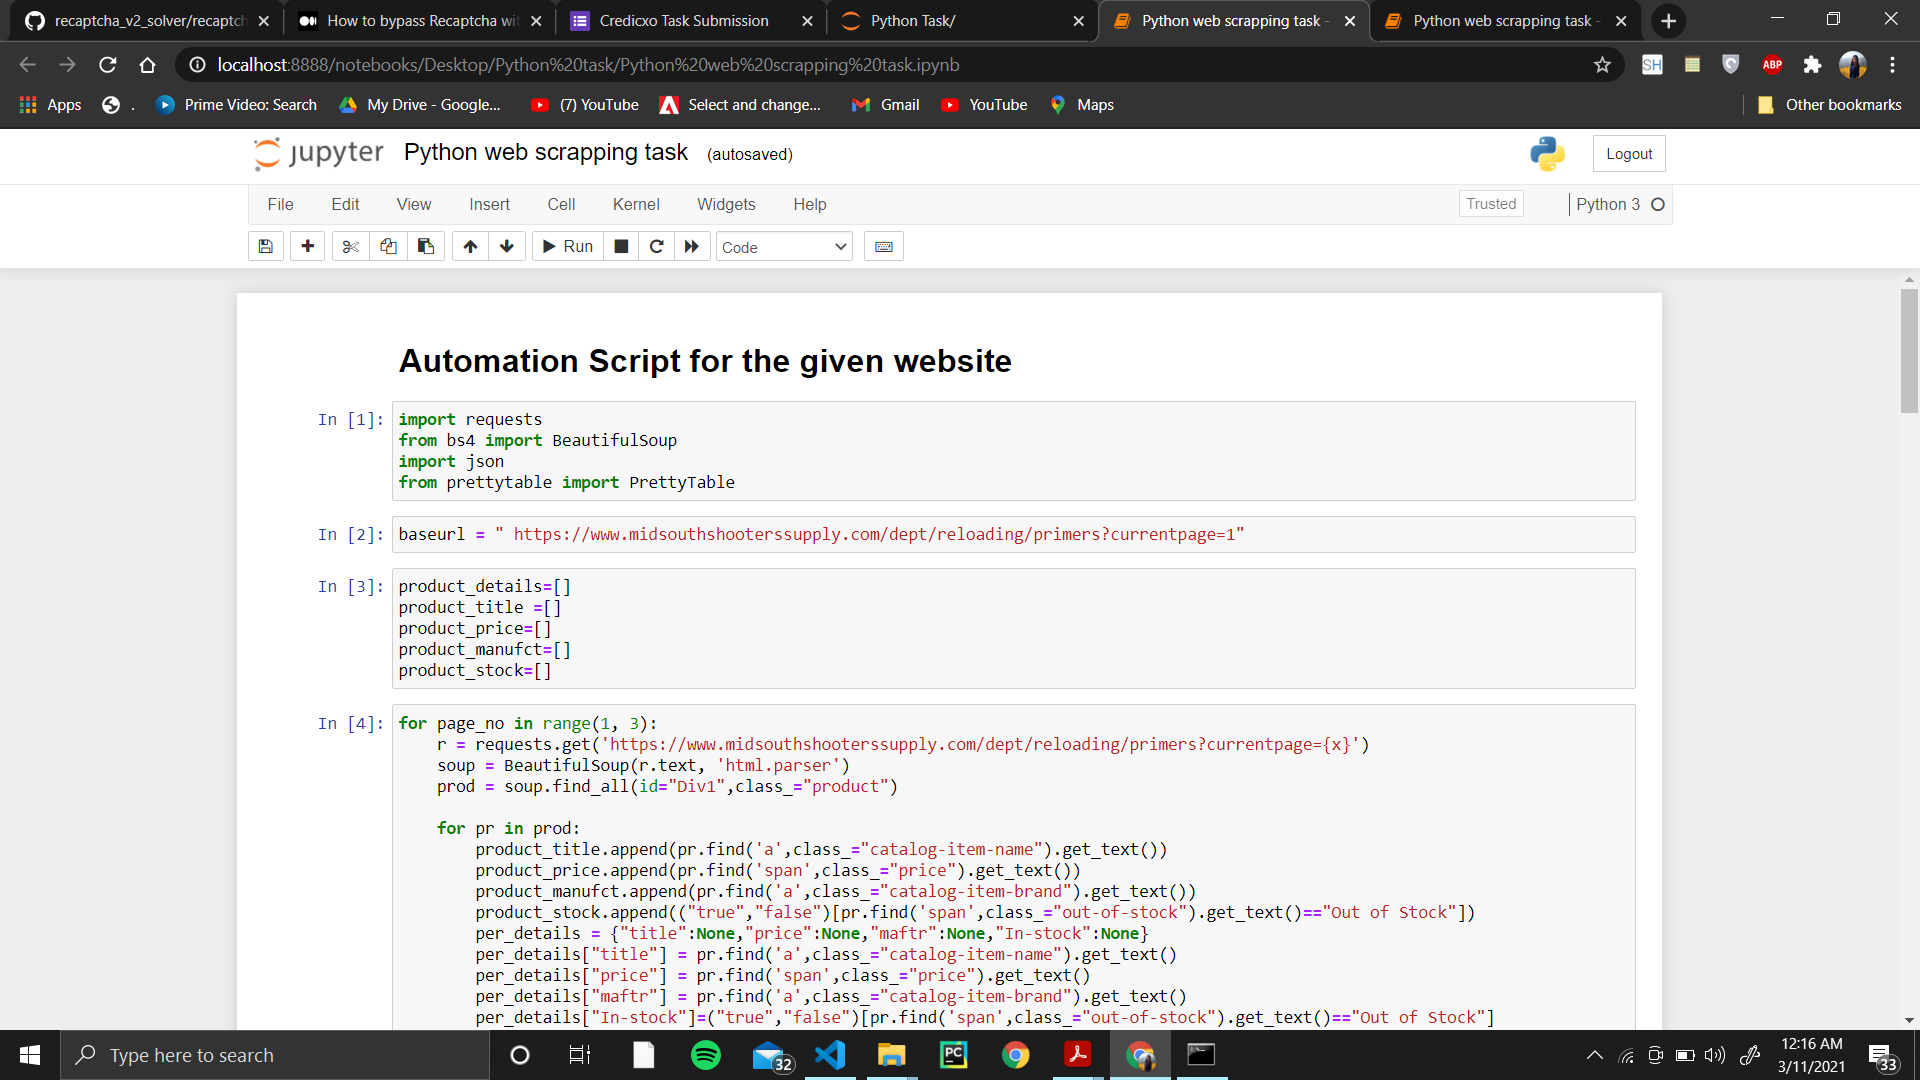 recaptcha_v2_solver/recaptch
How to bypass Recaptcha wit
Credicxo Task Submission
Python Task/
Python web scrapping task -
Python web scrapping task -
localhost:8888/notebooks/Desktop/Python%20task/Python%20web%20scrapping%20task.ipynb
SH
ABP
Apps
.
Prime Video: Search
My Drive - Google...
(7) YouTube
Select and change...
Gmail
YouTube
Maps
Other bookmarks
jupyter
Python web scrapping task (autosaved)
Logout
File Edit View Insert Cell Kernel Widgets Help
Trusted
Python 3
Run
Code
Automation Script for the given website
In [1]:
import requests
from bs4 import BeautifulSoup
import json
from prettytable import PrettyTable
In [2]:
baseurl = " https://www.midsouthshooterssupply.com/dept/reloading/primers?currentpage=1"
In [3]:
product_details=[]
product_title =[]
product_price=[]
product_manufct=[]
product_stock=[]
In [4]:
for page_no in range(1, 3):
    r = requests.get('https://www.midsouthshooterssupply.com/dept/reloading/primers?currentpage={x}')
    soup = BeautifulSoup(r.text, 'html.parser')
    prod = soup.find_all(id="Div1",class_="product")
    for pr in prod:
        product_title.append(pr.find('a',class_="catalog-item-name").get_text())
        product_price.append(pr.find('span',class_="price").get_text())
        product_manufct.append(pr.find('a',class_="catalog-item-brand").get_text())
        product_stock.append(("true","false")[pr.find('span',class_="out-of-stock").get_text()=="Out of Stock"])
        per_details = {"title":None,"price":None,"maftr":None,"In-stock":None}
        per_details["title"] = pr.find('a',class_="catalog-item-name").get_text()
        per_details["price"] = pr.find('span',class_="price").get_text()
        per_details["maftr"] = pr.find('a',class_="catalog-item-brand").get_text()
        per_details["In-stock"]=("true","false")[pr.find('span',class_="out-of-stock").get_text()=="Out of Stock"]
Type here to search
32
PC
12:16 AM
3/11/2021
33